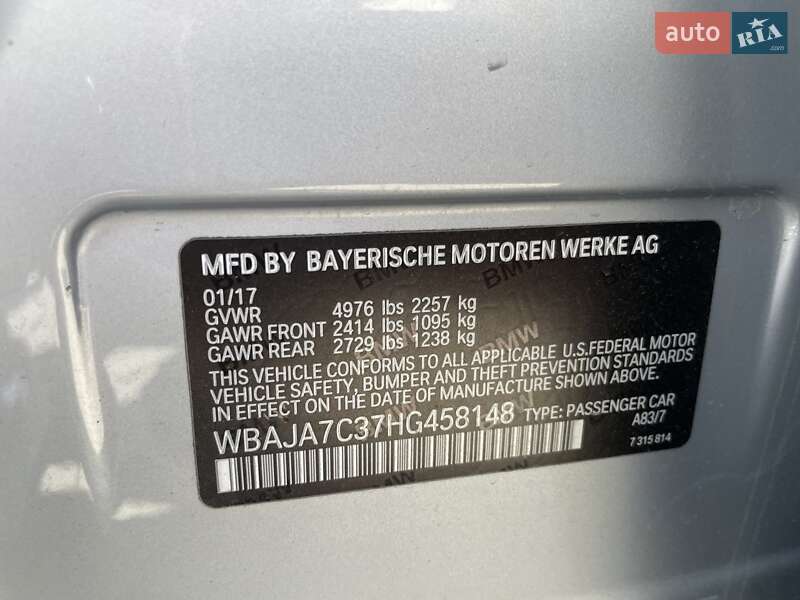 auto RIA .com
MFD BY BAYERISCHE MOTOREN WERKE AG
01/17
GVWR 4976 lbs 2257 kg
GAWR FRONT 2414 lbs 1095 kg
GAWR REAR 2729 lbs 1238 kg
THIS VEHICLE CONFORMS TO ALL APPLICABLE U.S.FEDERAL MOTOR
VEHICLE SAFETY, BUMPER AND THEFT PREVENTION STANDARDS
IN EFFECT ON THE DATE OF MANUFACTURE SHOWN ABOVE.
WBAJA7C37HG458148 TYPE: PASSENGER CAR
A83/7
7 315 814